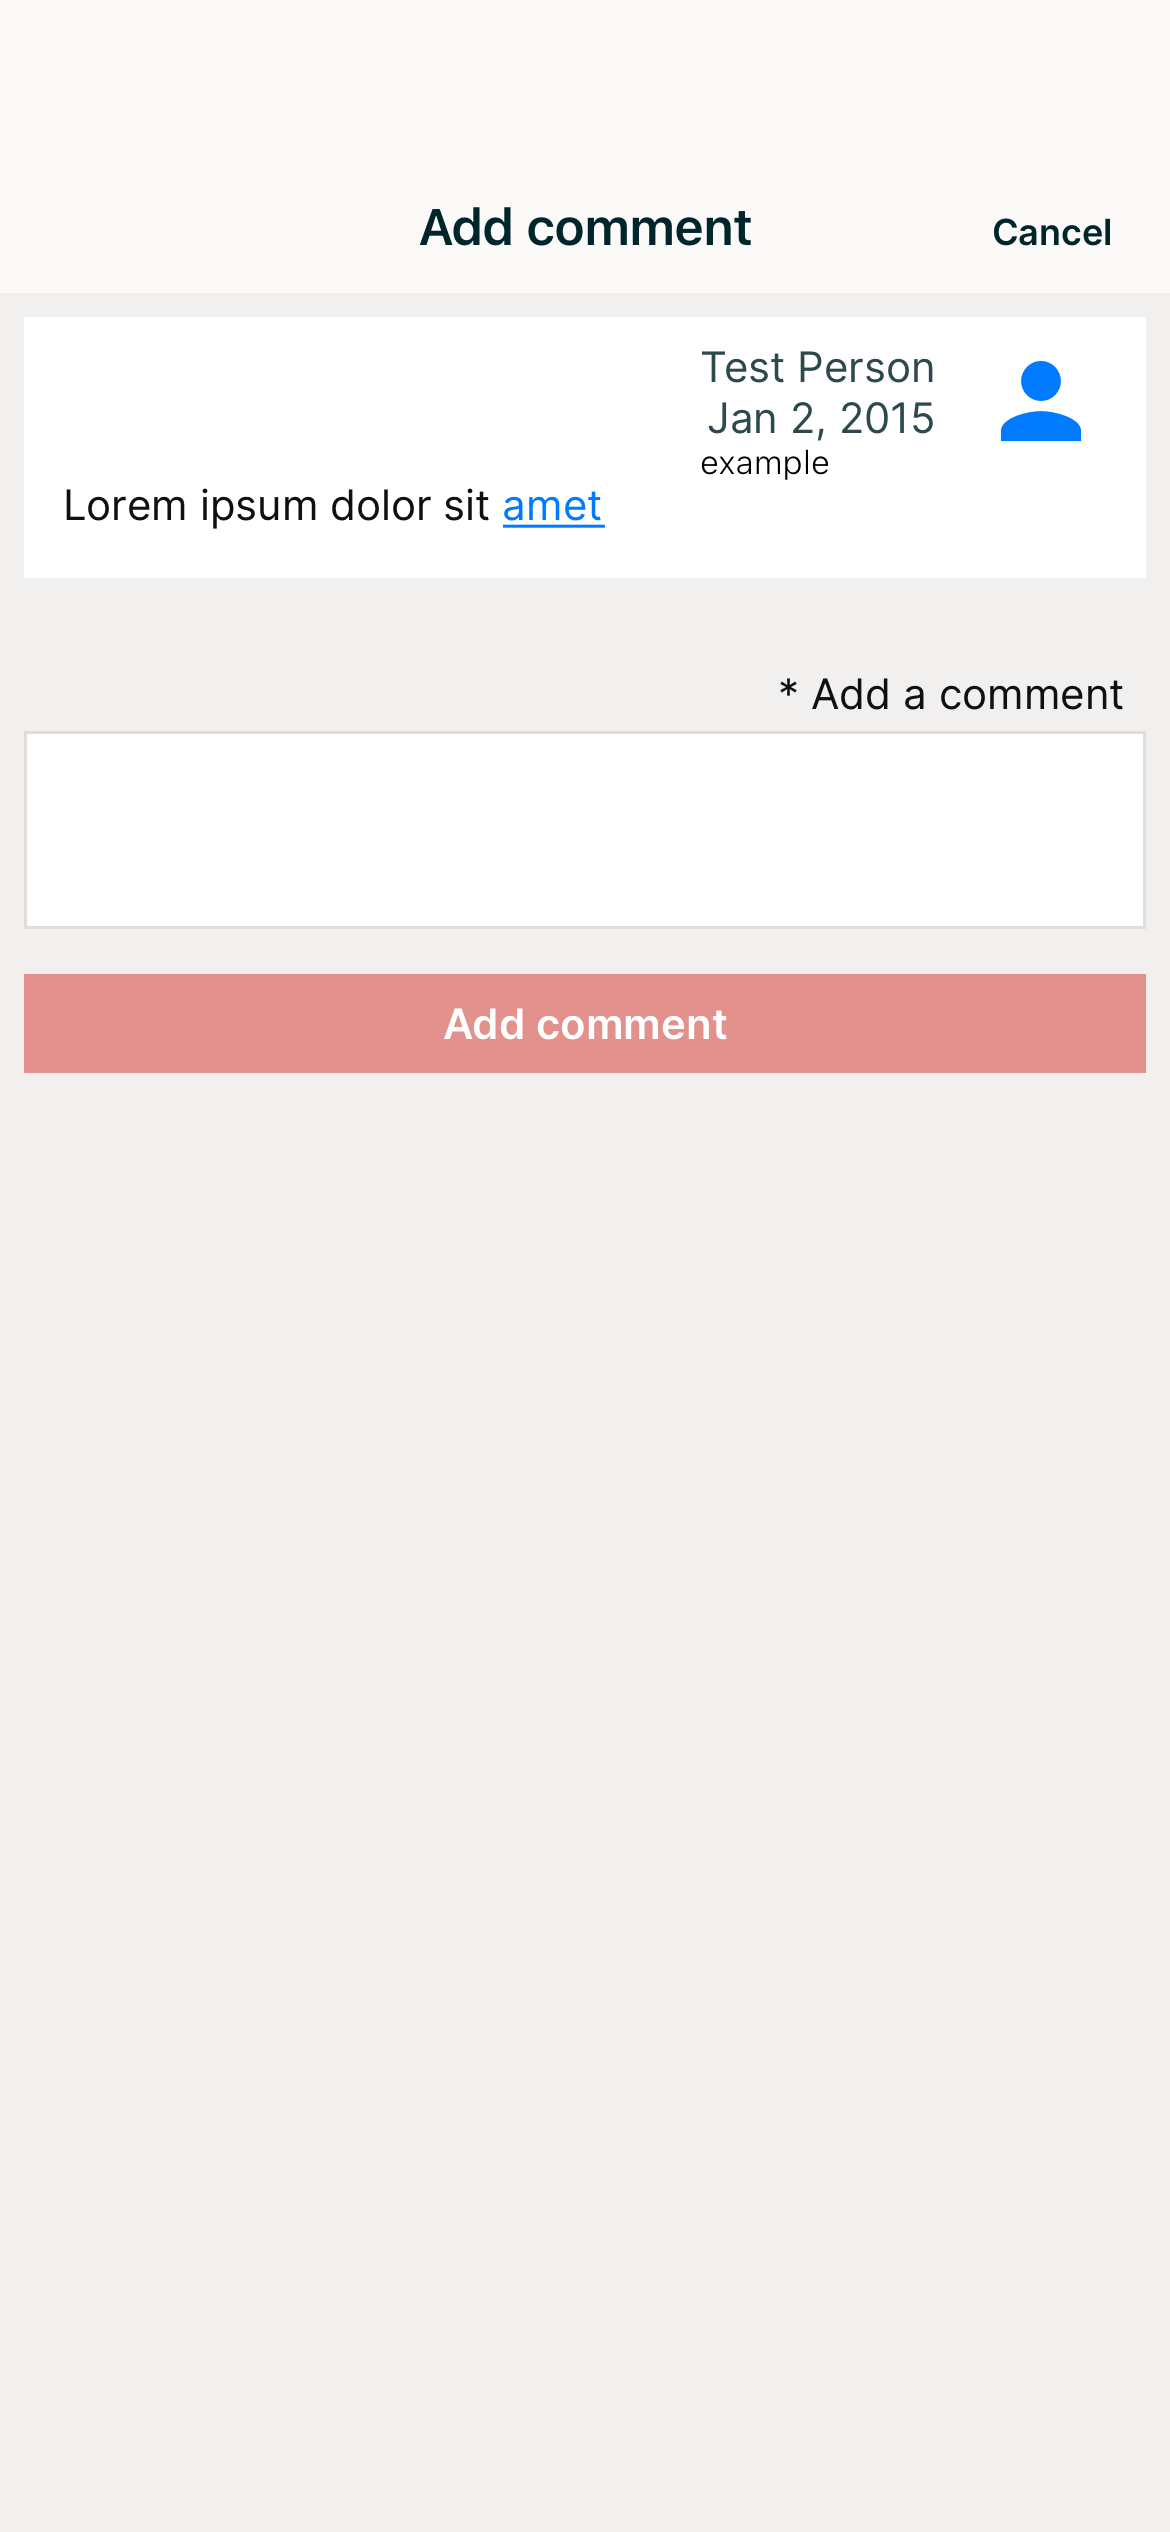 Add comment
Cancel
Test Person
Jan 2, 2015
example
Lorem ipsum dolor sit amet
* Add a comment
Add comment